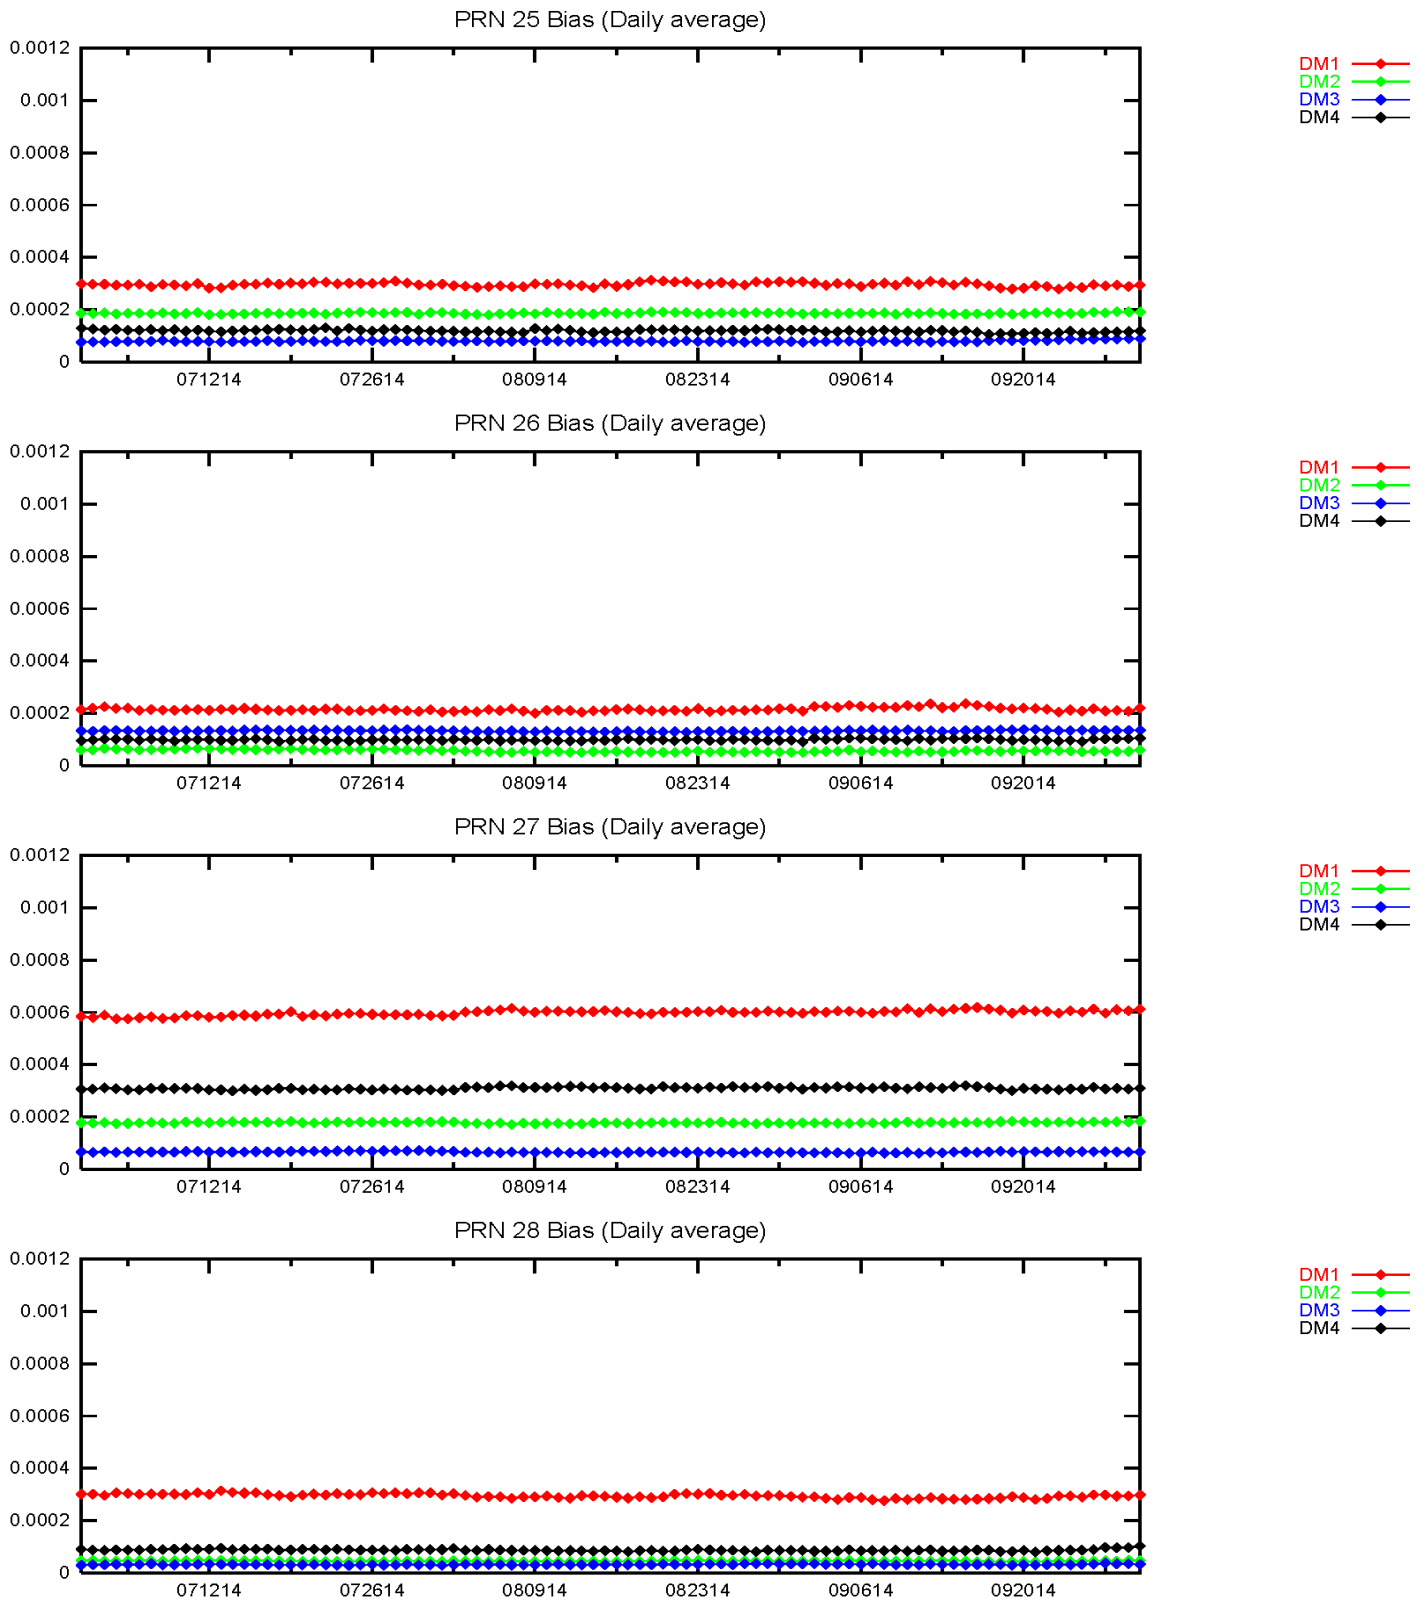 PRN 25 Bias (Daily average)
0.0012
0.001
0.0008
0.0006
0.0004
0.0002
0
071214 072614 080914 082314 090614 092014
DM1
DM2
DM3
DM4
PRN 26 Bias (Daily average)
0.0012
0.001
0.0008
0.0006
0.0004
0.0002
0
071214 072614 080914 082314 090614 092014
DM1
DM2
DM3
DM4
PRN 27 Bias (Daily average)
0.0012
0.001
0.0008
0.0006
0.0004
0.0002
0
071214 072614 080914 082314 090614 092014
DM1
DM2
DM3
DM4
PRN 28 Bias (Daily average)
0.0012
0.001
0.0008
0.0006
0.0004
0.0002
0
071214 072614 080914 082314 090614 092014
DM1
DM2
DM3
DM4